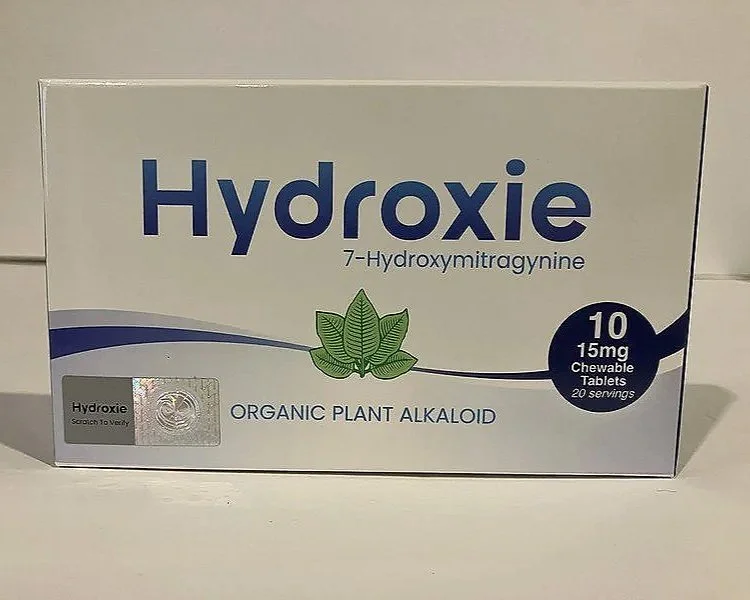 Hydroxie
7-Hydroxymitragynine
10
15mg
Chewable
Tablets
20 servings
Hydroxie
Scratch To Verify
ORGANIC PLANT ALKALOID